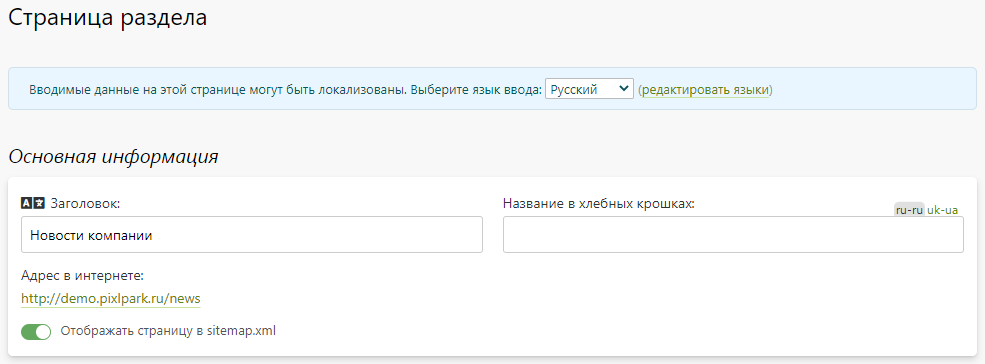 Страница раздела
Вводимые данные на этой странице могут быть локализованы. Выберите язык ввода: Русский (редактировать языки)
Основная информация
Заголовок:
Название в хлебных крошках:
ru-ru uk-ua
Новости компании
Адрес в интернете:
http://demo.pixlpark.ru/news
Отображать страницу в sitemap.xml